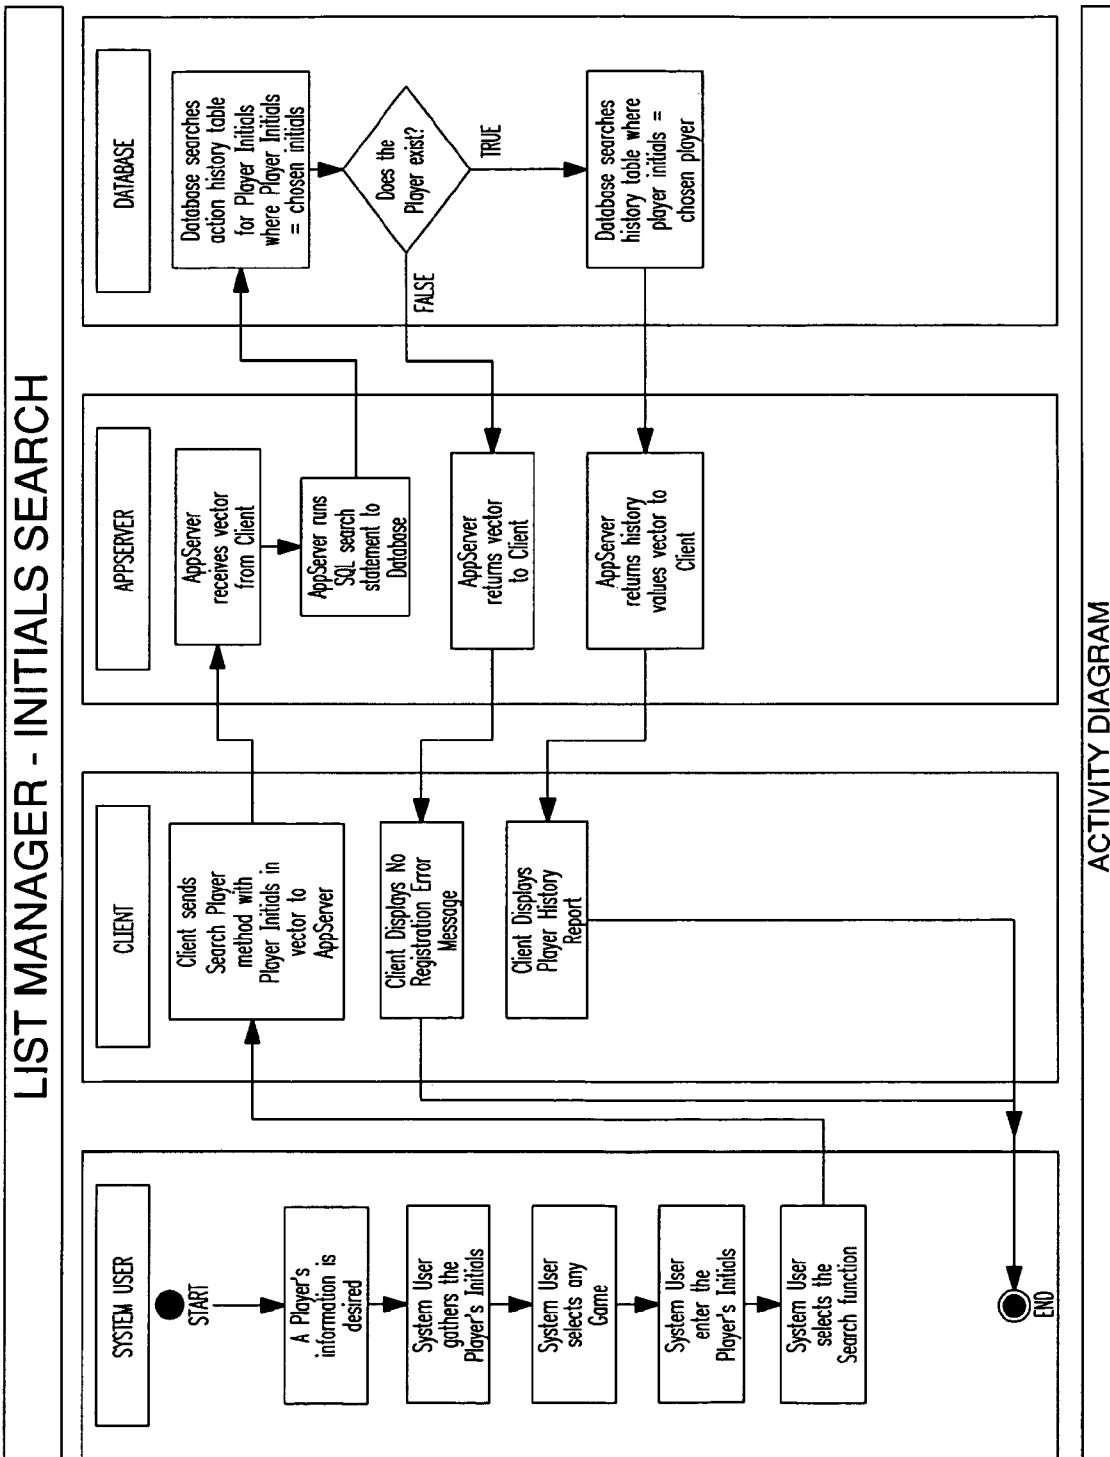 LIST MANAGER - INITIALS SEARCH
SYSTEM USER
START
A Player's
information is
desired
System User
gathers the
Player's Initials
System User
selects any
Game
System User
enter the
Player's Initials
System User
selects the
Search function
END
CLIENT
Client sends
Search Player
method with
Player Initials in
vector to
AppServer
Client Displays No
Registration Error
Message
Client Displays
Player History
Report
APPSERVER
AppServer
receives vector
from Client
AppServer runs
SQL search
statement to
Database
AppServer
returns vector
to Client
AppServer
returns history
values vector to
Client
DATABASE
Database searches
action history table
for Player Initials
where Player Initials
= chosen initials
Does the
Player exist?
FALSE
TRUE
Database searches
history table where
player initials =
chosen player
ACTIVITY DIAGRAM